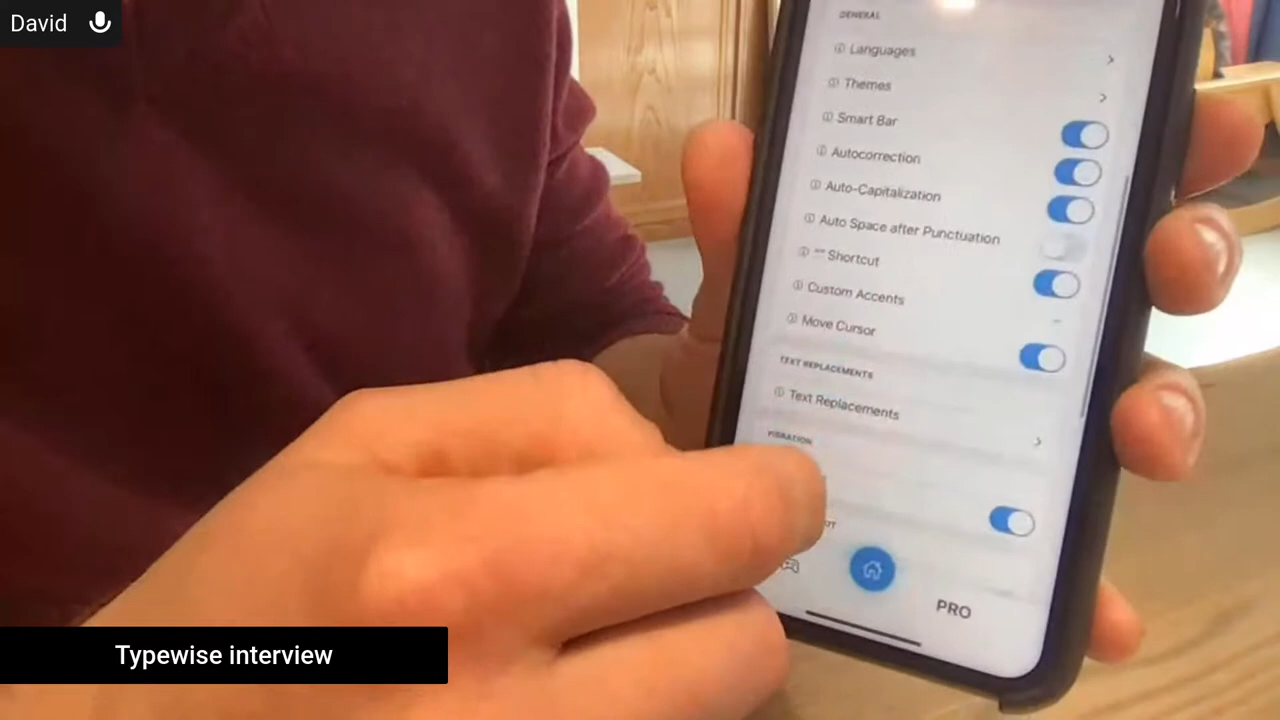 David
GENERAL
Languages
Themes
Smart Bar
Autocorrection
Auto-Capitalization
Auto Space after Punctuation
"" Shortcut
Custom Accents
Move Cursor
TEXT REPLACEMENTS
Text Replacements
VIBRATION
PRO
Typewise interview